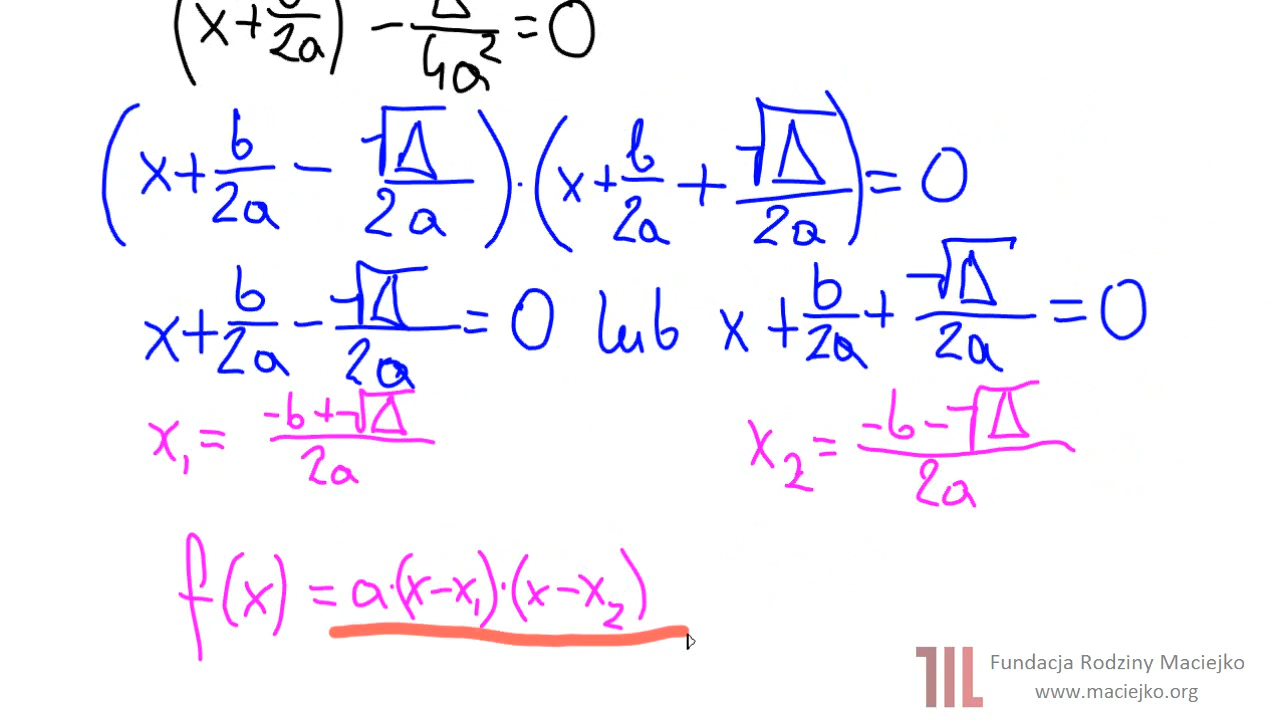 (x+b/2a) - Δ/4a² = 0
(x + b/2a - √Δ/2a) · (x + b/2a + √Δ/2a) = 0
x + b/2a - √Δ/2a = 0 lub x + b/2a + √Δ/2a = 0
x₁ = (-b+√Δ)/2a x₂ = (-b-√Δ)/2a
f(x) = a·(x-x₁)·(x-x₂)
Fundacja Rodziny Maciejko
www.maciejko.org